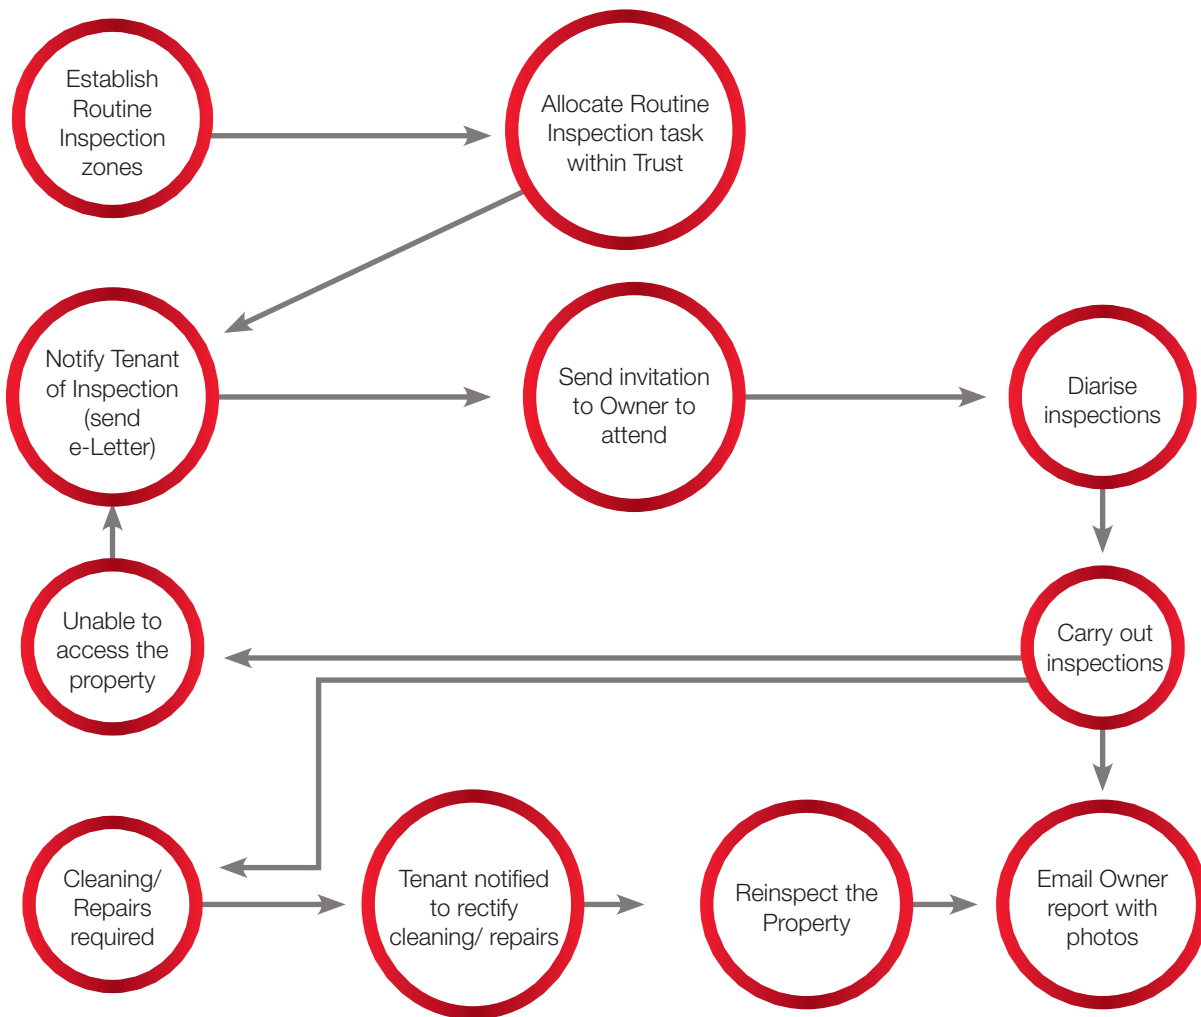 Establish
Routine
Inspection
zones
Allocate Routine
Inspection task
within Trust
Notify Tenant
of Inspection
(send
e-Letter)
Send invitation
to Owner to
attend
Diarise
inspections
Unable to
access the
property
Carry out
inspections
Cleaning/
Repairs
required
Tenant notified
to rectify
cleaning/ repairs
Reinspect the
Property
Email Owner
report with
photos